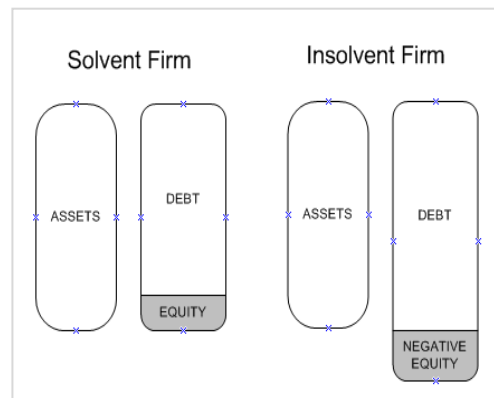 Solvent Firm
Insolvent Firm
ASSETS
DEBT
EQUITY
ASSETS
DEBT
NEGATIVE
EQUITY